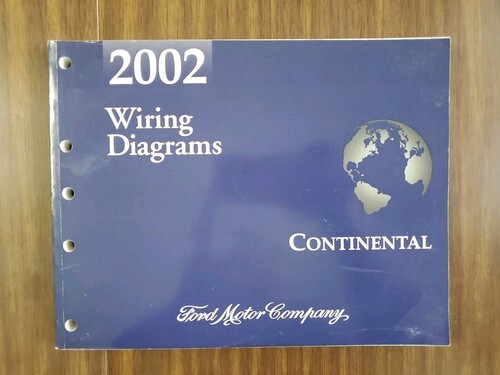 2002
Wiring
Diagrams
CONTINENTAL
Ford Motor Company